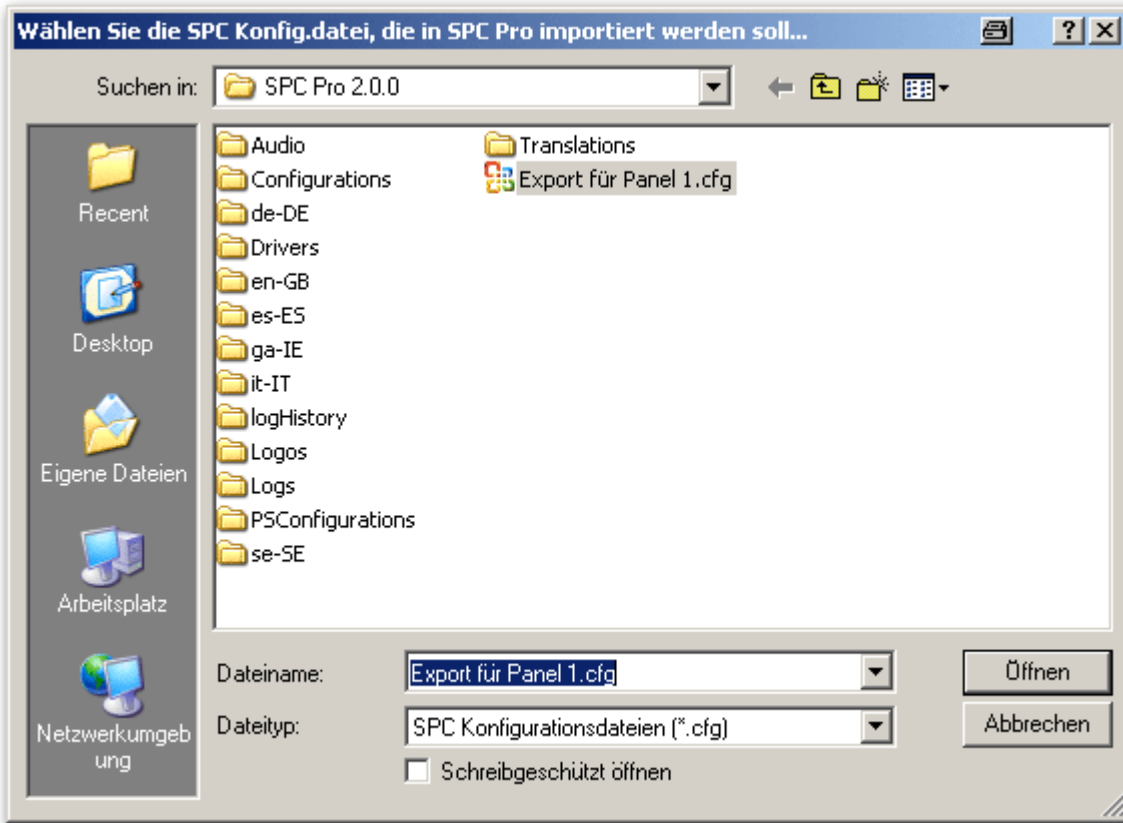 Wählen Sie die SPC Konfig.datei, die in SPC Pro importiert werden soll...
Suchen in: SPC Pro 2.0.0
Recent
Desktop
Eigene Dateien
Arbeitsplatz
Netzwerkumgeb
ung
Audio
Configurations
de-DE
Drivers
en-GB
es-ES
ga-IE
it-IT
logHistory
Logos
Logs
PSConfigurations
se-SE
Translations
Export für Panel 1.cfg
Dateiname: Export für Panel 1.cfg Öffnen
Dateityp: SPC Konfigurationsdateien (*.cfg) Abbrechen
Schreibgeschützt öffnen